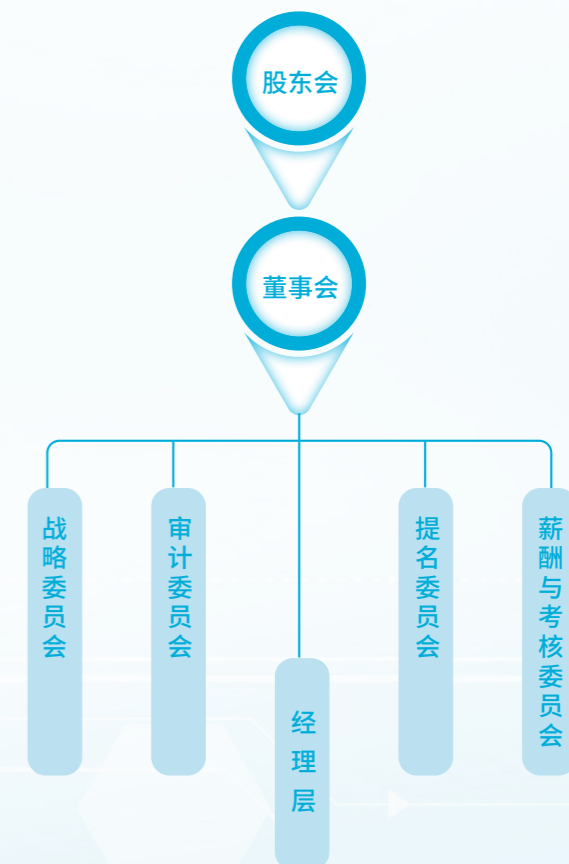 股东会
董事会
战略委员会
审计委员会
经理层
提名委员会
薪酬与考核委员会